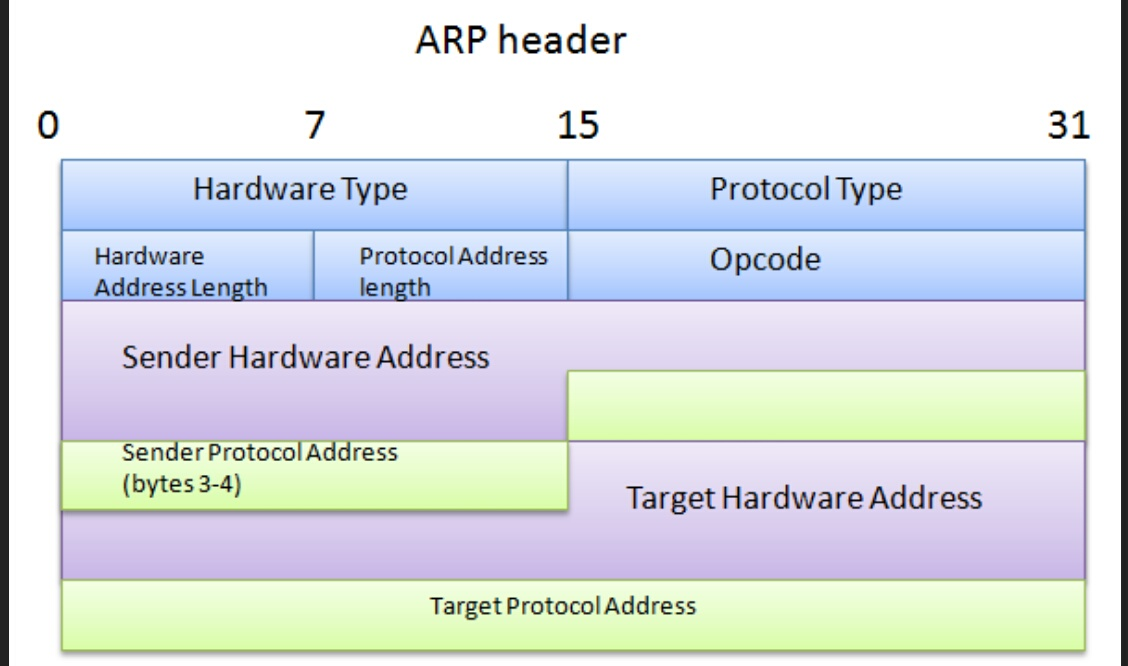 ARP header
0 7 15 31
Hardware Type Protocol Type
Hardware
Address Length
Protocol Address
length
Opcode
Sender Hardware Address
Sender Protocol Address
(bytes 3-4)
Target Hardware Address
Target Protocol Address